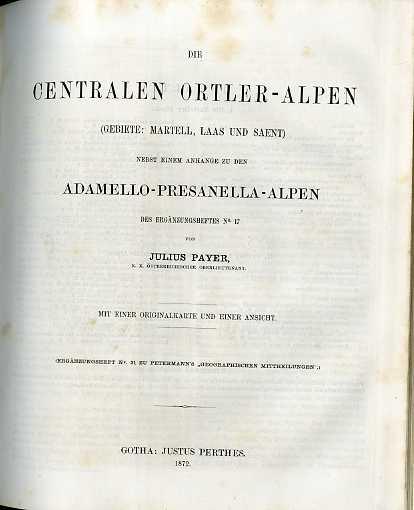 DIE
CENTRALEN ORTLER-ALPEN
(GEBIETE: MARTELL, LAAS UND SAENT)
NEBST EINEM ANHANGE ZU DEN
ADAMELLO-PRESANELLA-ALPEN
DES ERGÄNZUNGSHEFTES No. 17
VON
JULIUS PAYER,
K. K. ÖSTERREICHISCHER OBERLIEUTENANT.
MIT EINER ORIGINALKARTE UND EINER ANSICHT.
(ERGÄNZUNGSHEFT No. 31 ZU PETERMANN'S „GEOGRAPHISCHEN MITTHEILUNGEN".)
GOTHA: JUSTUS PERTHES.
1872.